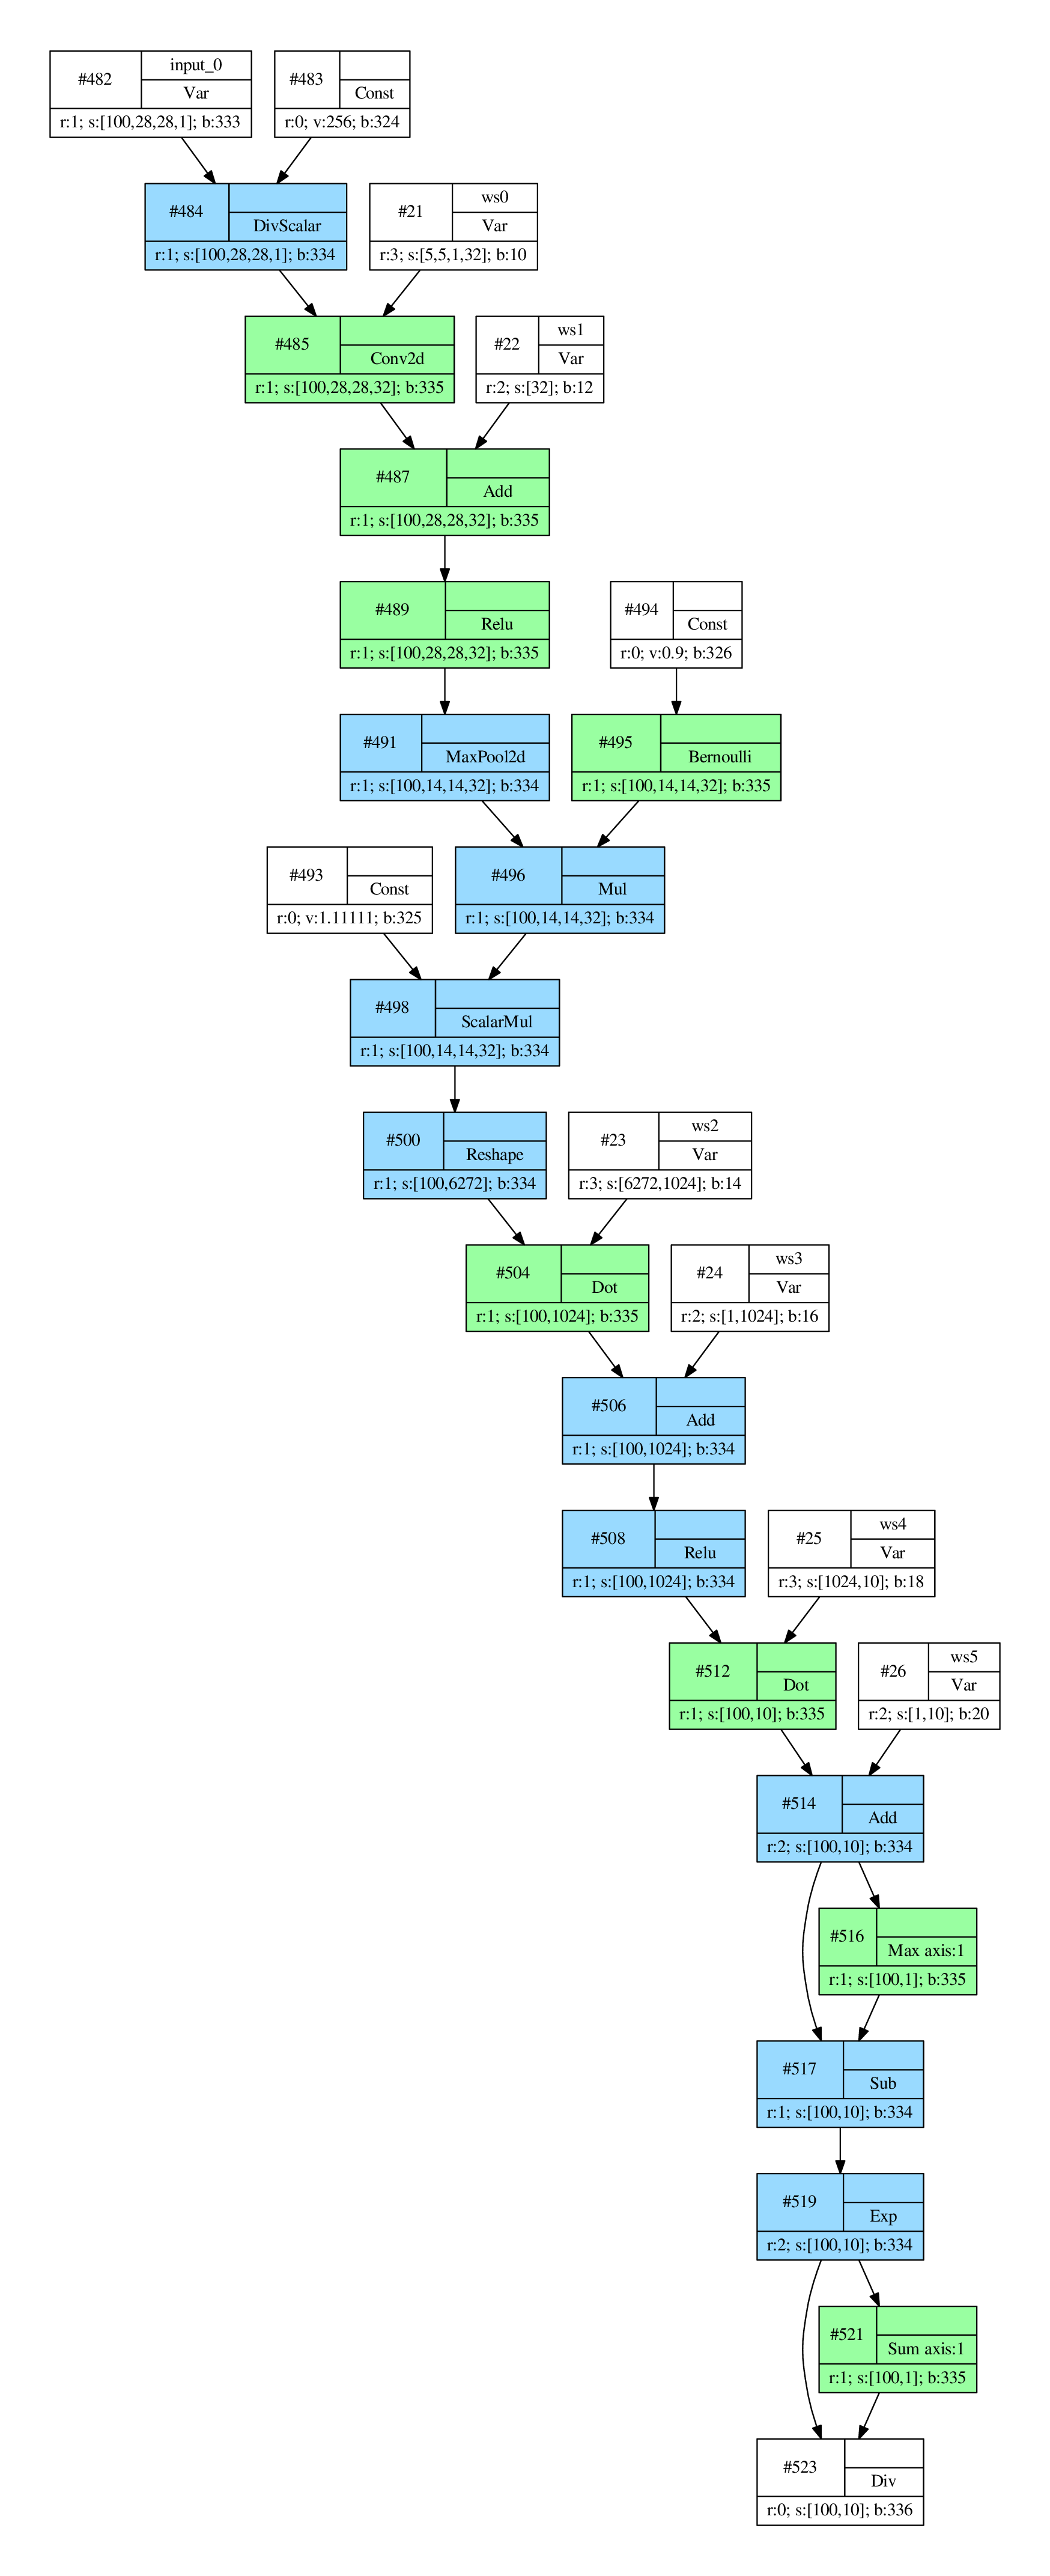 #482
input_0
Var
r:1; s:[100,28,28,1]; b:333
#483
Const
r:0; v:256; b:324
#484
DivScalar
r:1; s:[100,28,28,1]; b:334
#21
ws0
Var
r:3; s:[5,5,1,32]; b:10
#485
Conv2d
r:1; s:[100,28,28,32]; b:335
#22
ws1
Var
r:2; s:[32]; b:12
#487
Add
r:1; s:[100,28,28,32]; b:335
#489
Relu
r:1; s:[100,28,28,32]; b:335
#494
Const
r:0; v:0.9; b:326
#491
MaxPool2d
r:1; s:[100,14,14,32]; b:334
#495
Bernoulli
r:1; s:[100,14,14,32]; b:335
#493
Const
r:0; v:1.11111; b:325
#496
Mul
r:1; s:[100,14,14,32]; b:334
#498
ScalarMul
r:1; s:[100,14,14,32]; b:334
#500
Reshape
r:1; s:[100,6272]; b:334
#23
ws2
Var
r:3; s:[6272,1024]; b:14
#504
Dot
r:1; s:[100,1024]; b:335
#24
ws3
Var
r:2; s:[1,1024]; b:16
#506
Add
r:1; s:[100,1024]; b:334
#508
Relu
r:1; s:[100,1024]; b:334
#25
ws4
Var
r:3; s:[1024,10]; b:18
#512
Dot
r:1; s:[100,10]; b:335
#26
ws5
Var
r:2; s:[1,10]; b:20
#514
Add
r:2; s:[100,10]; b:334
#516
Max axis:1
r:1; s:[100,1]; b:335
#517
Sub
r:1; s:[100,10]; b:334
#519
Exp
r:2; s:[100,10]; b:334
#521
Sum axis:1
r:1; s:[100,1]; b:335
#523
Div
r:0; s:[100,10]; b:336